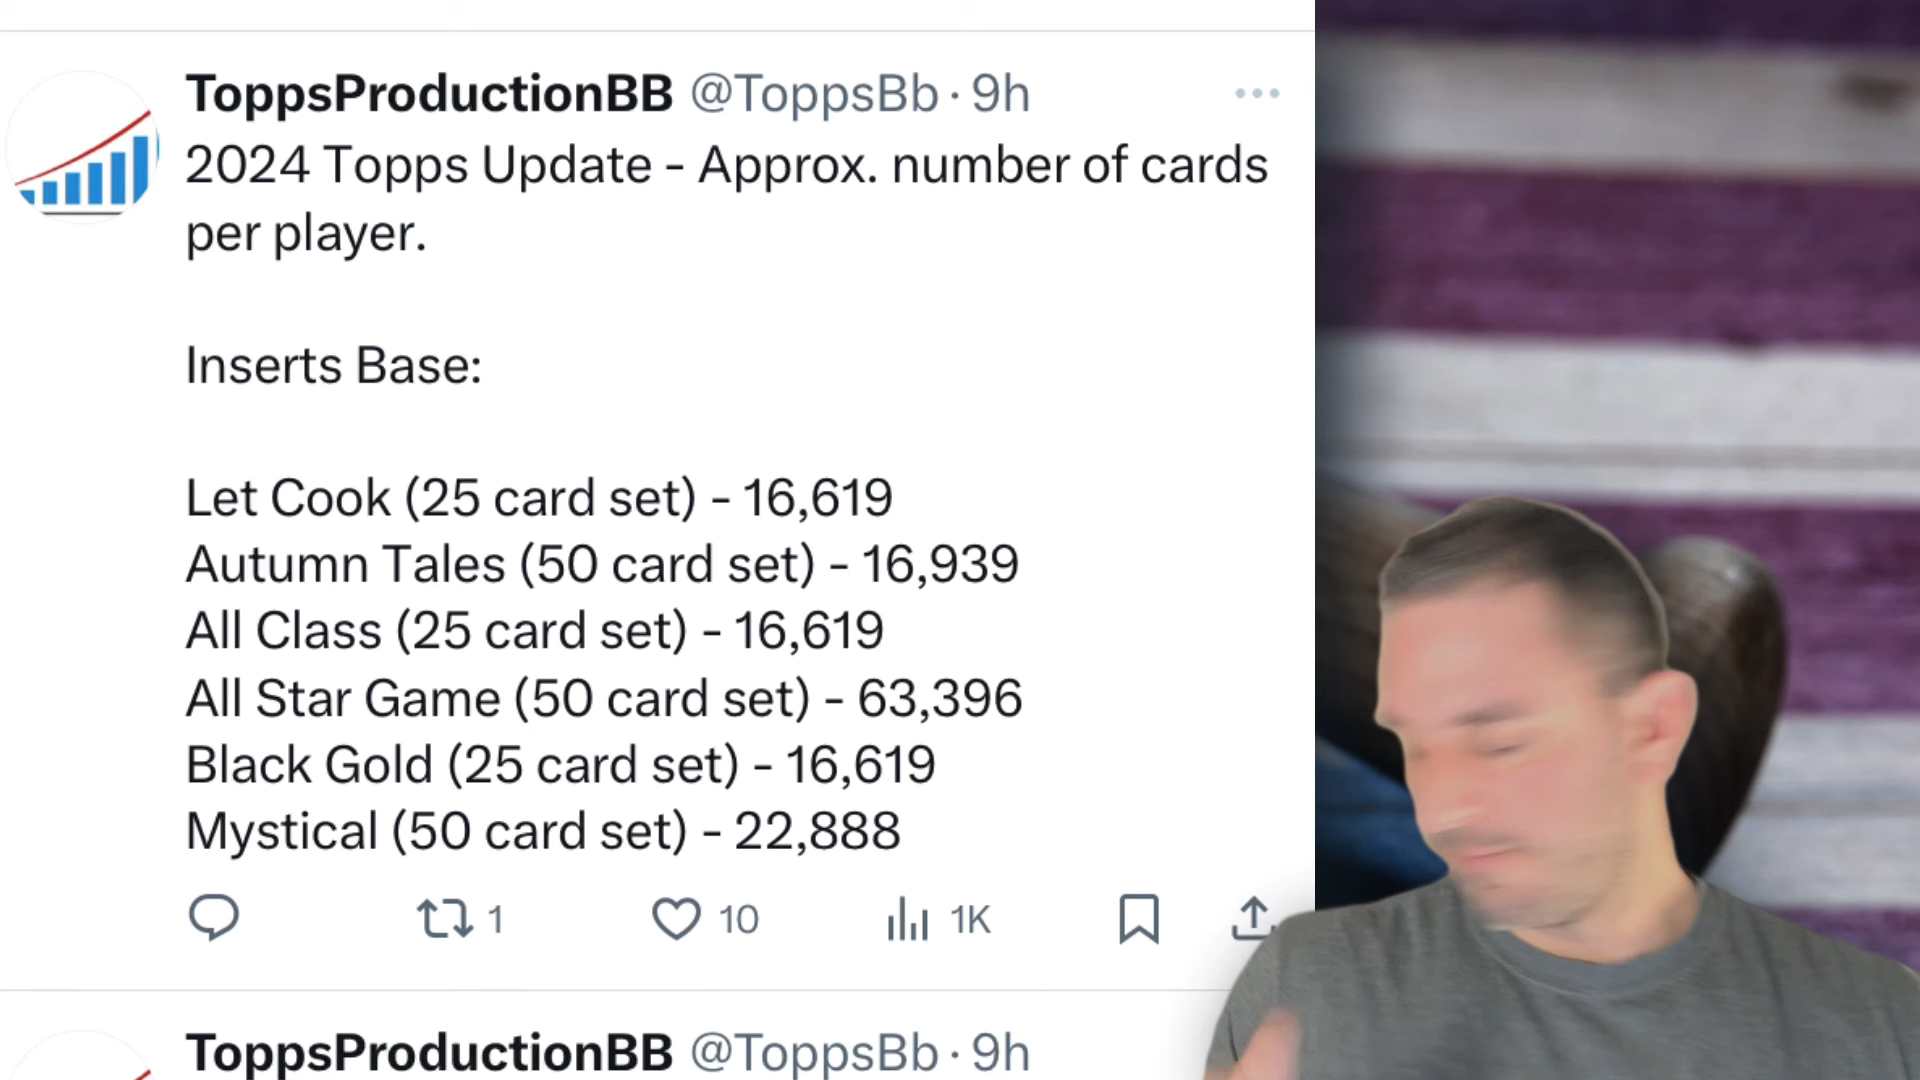 ToppsProductionBB @ToppsBb · 9h
2024 Topps Update - Approx. number of cards
per player.
Inserts Base:
Let Cook (25 card set) - 16,619
Autumn Tales (50 card set) - 16,939
All Class (25 card set) - 16,619
All Star Game (50 card set) - 63,396
Black Gold (25 card set) - 16,619
Mystical (50 card set) - 22,888
1 10 1K
ToppsProductionBB @ToppsBb · 9h